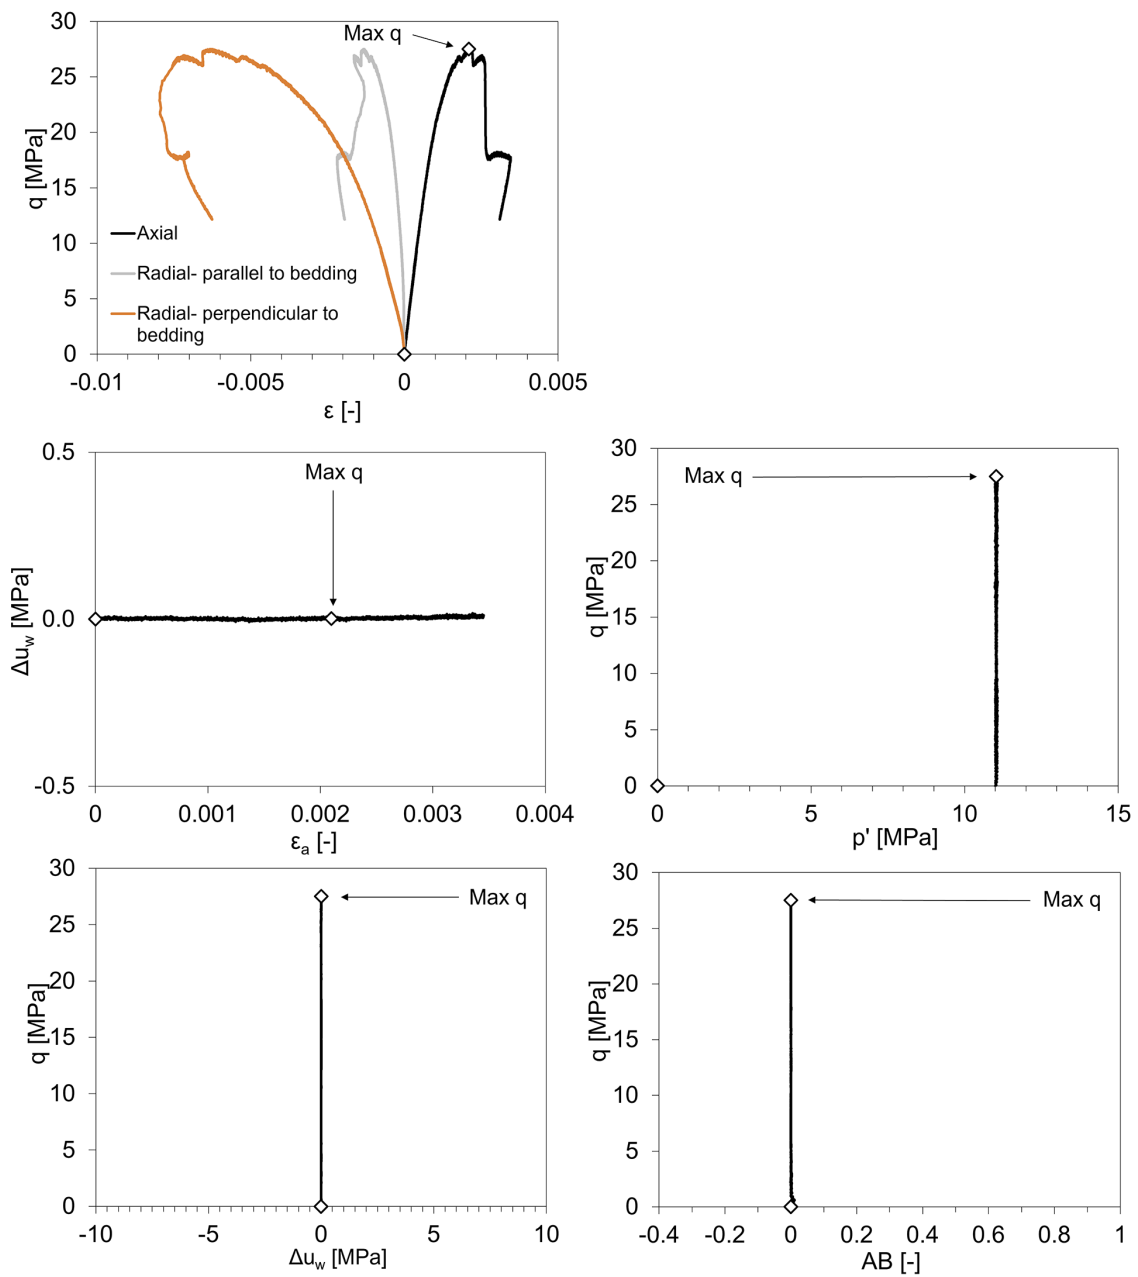 30
25
20
15
10
5
0
q [MPa]
Max q
Axial
Radial- parallel to bedding
Radial- perpendicular to
bedding
-0.01
-0.005
0
0.005
ε [-]
0.5
0.0
-0.5
Δu_w [MPa]
Max q
0
0.001
0.002
0.003
0.004
ε_a [-]
30
25
20
15
10
5
0
q [MPa]
Max q
5
10
15
p' [MPa]
30
25
20
15
10
5
0
q [MPa]
Max q
-10
-5
0
5
10
Δu_w [MPa]
30
25
20
15
10
5
0
q [MPa]
Max q
-0.4
-0.2
0
0.2
0.4
0.6
0.8
1
AB [-]